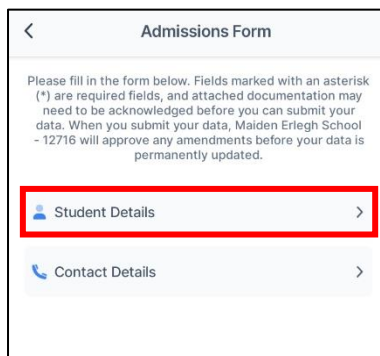 Admissions Form
Please fill in the form below. Fields marked with an asterisk
(*) are required fields, and attached documentation may
need to be acknowledged before you can submit your
data. When you submit your data, Maiden Erlegh School
- 12716 will approve any amendments before your data is
permanently updated.
Student Details
Contact Details